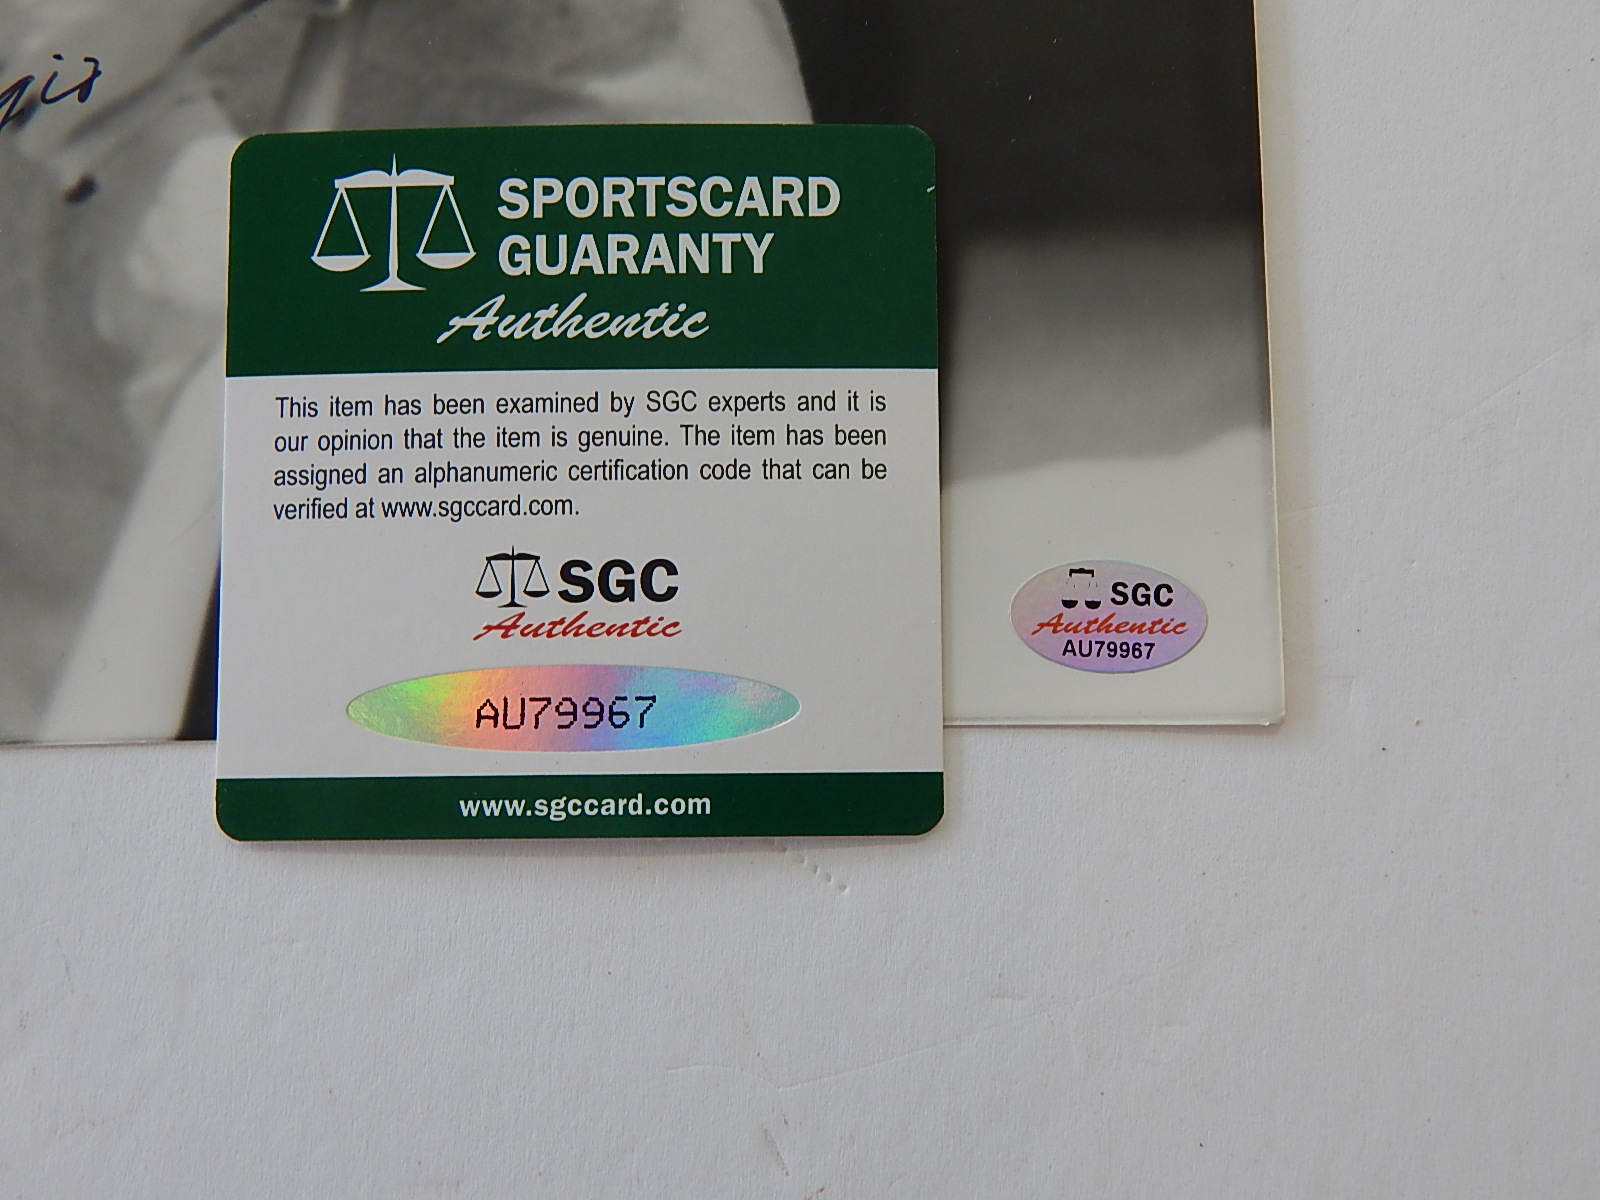 SPORTSCARD
GUARANTY
Authentic
This item has been examined by SGC experts and it is
our opinion that the item is genuine. The item has been
assigned an alphanumeric certification code that can be
verified at www.sgccard.com.
SGC
Authentic
AU79967
www.sgccard.com
SGC
Authentic
AU79967